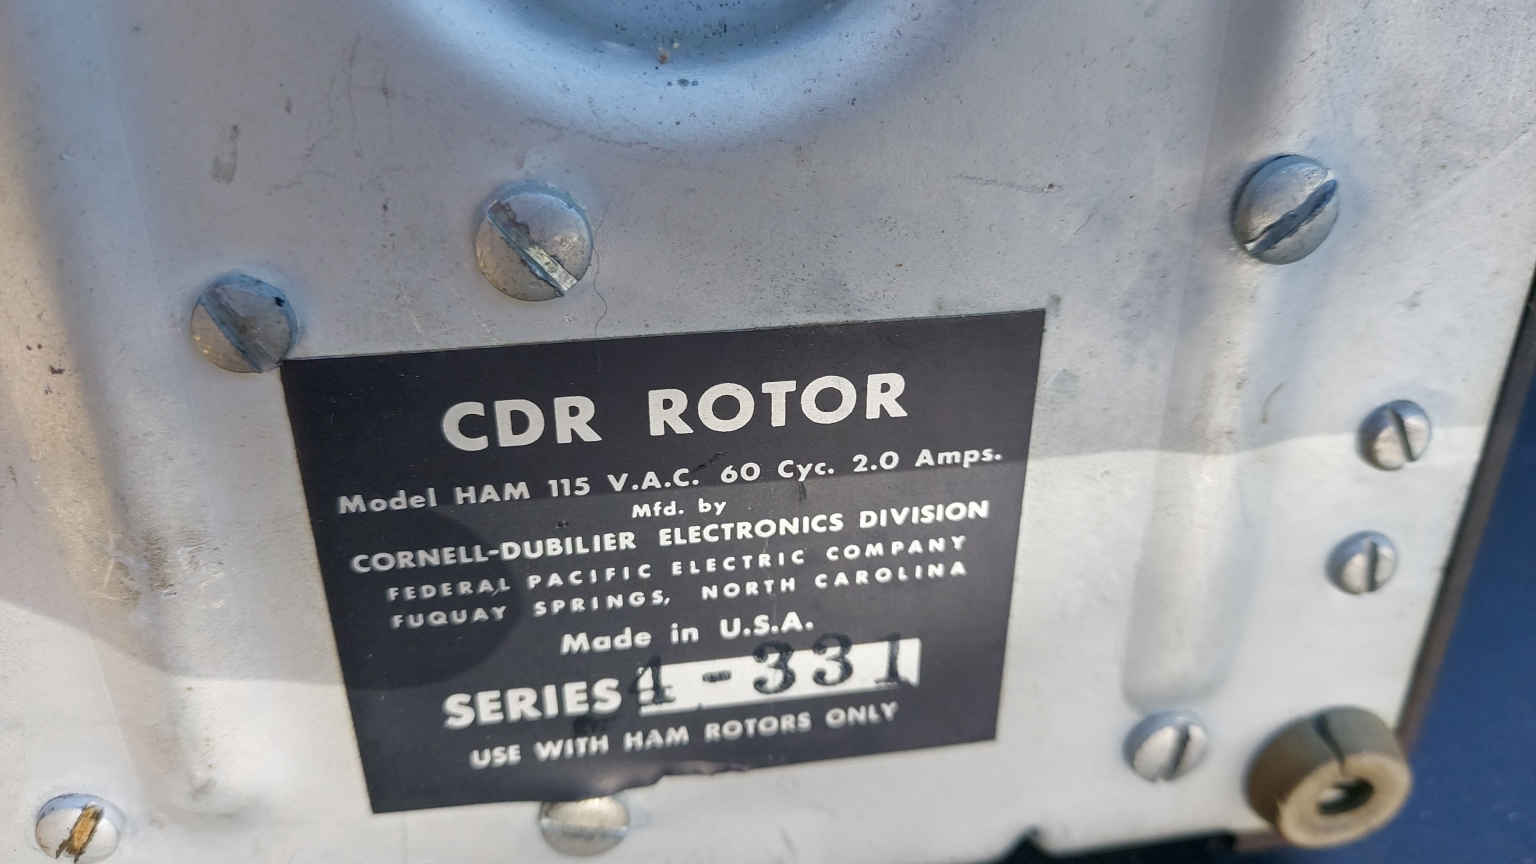 CDR ROTOR
Model HAM 115 V.A.C. 60 Cyc. 2.0 Amps.
Mfd. by
CORNELL-DUBILIER ELECTRONICS DIVISION
FEDERAL PACIFIC ELECTRIC COMPANY
FUQUAY SPRINGS, NORTH CAROLINA
Made in U.S.A.
SERIES 4-331
USE WITH HAM ROTORS ONLY